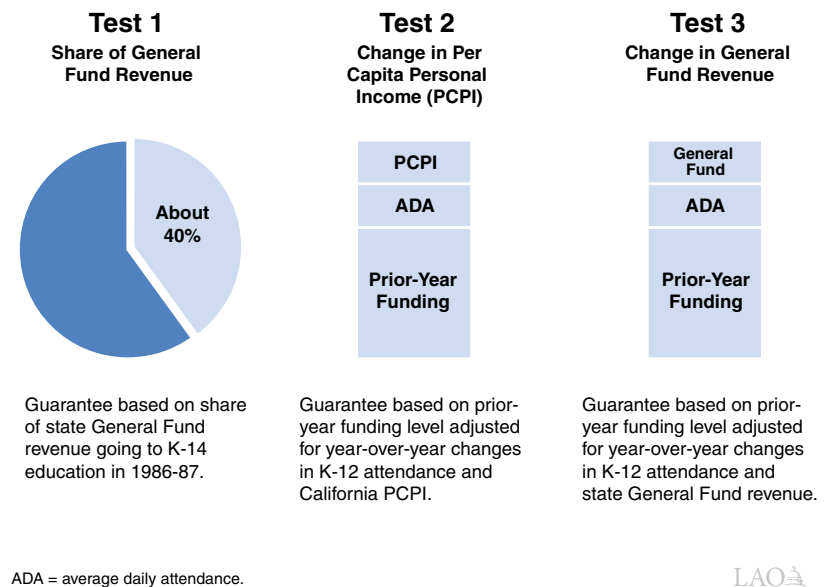 Test 1
Share of General
Fund Revenue
About
40%
Guarantee based on share
of state General Fund
revenue going to K-14
education in 1986-87.
Test 2
Change in Per
Capita Personal
Income (PCPI)
PCPI
ADA
Prior-Year
Funding
Guarantee based on prior-
year funding level adjusted
for year-over-year changes
in K-12 attendance and
California PCPI.
Test 3
Change in General
Fund Revenue
General
Fund
ADA
Prior-Year
Funding
Guarantee based on prior-
year funding level adjusted
for year-over-year changes
in K-12 attendance and
state General Fund revenue.
ADA = average daily attendance.
LAO